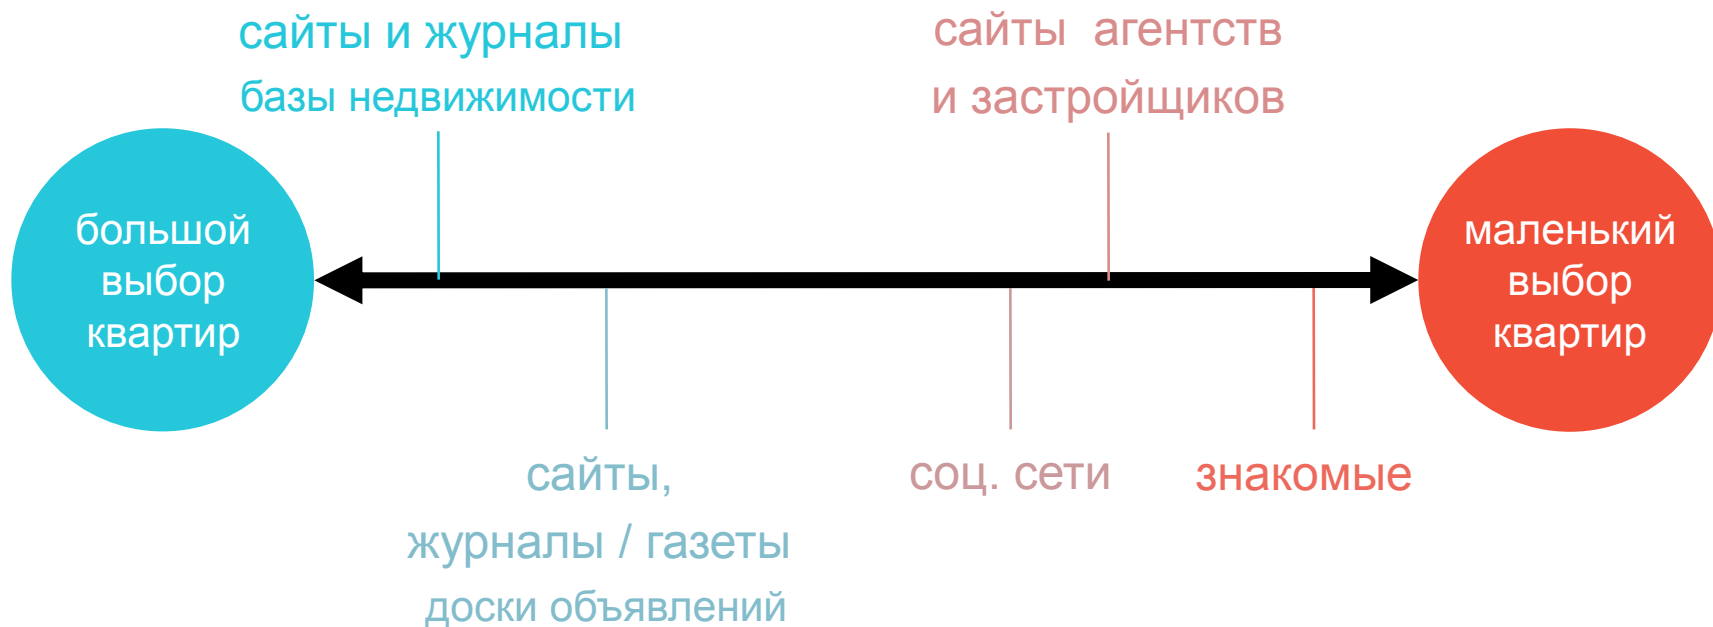 сайты и журналы
базы недвижимости
сайты агентств
и застройщиков
большой
выбор
квартир
маленький
выбор
квартир
сайты,
журналы / газеты
доски объявлений
соц. сети
знакомые